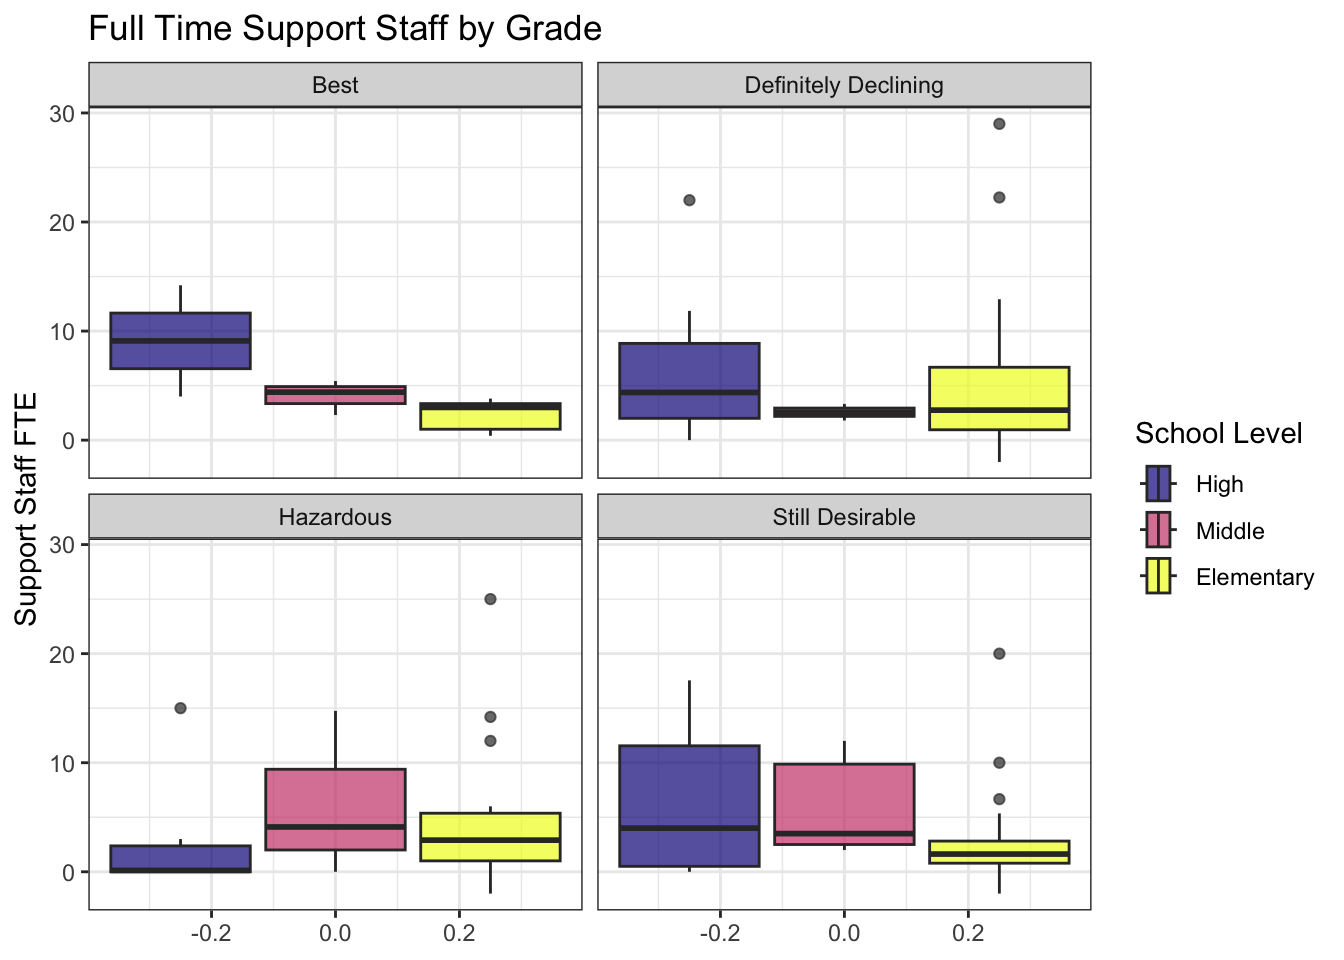 Full Time Support Staff by Grade
Best
Definitely Declining
30
20
10
0
Hazardous
Still Desirable
30
20
10
0
-0.2
0.0
0.2
-0.2
0.0
0.2
Support Staff FTE
School Level
High
Middle
Elementary